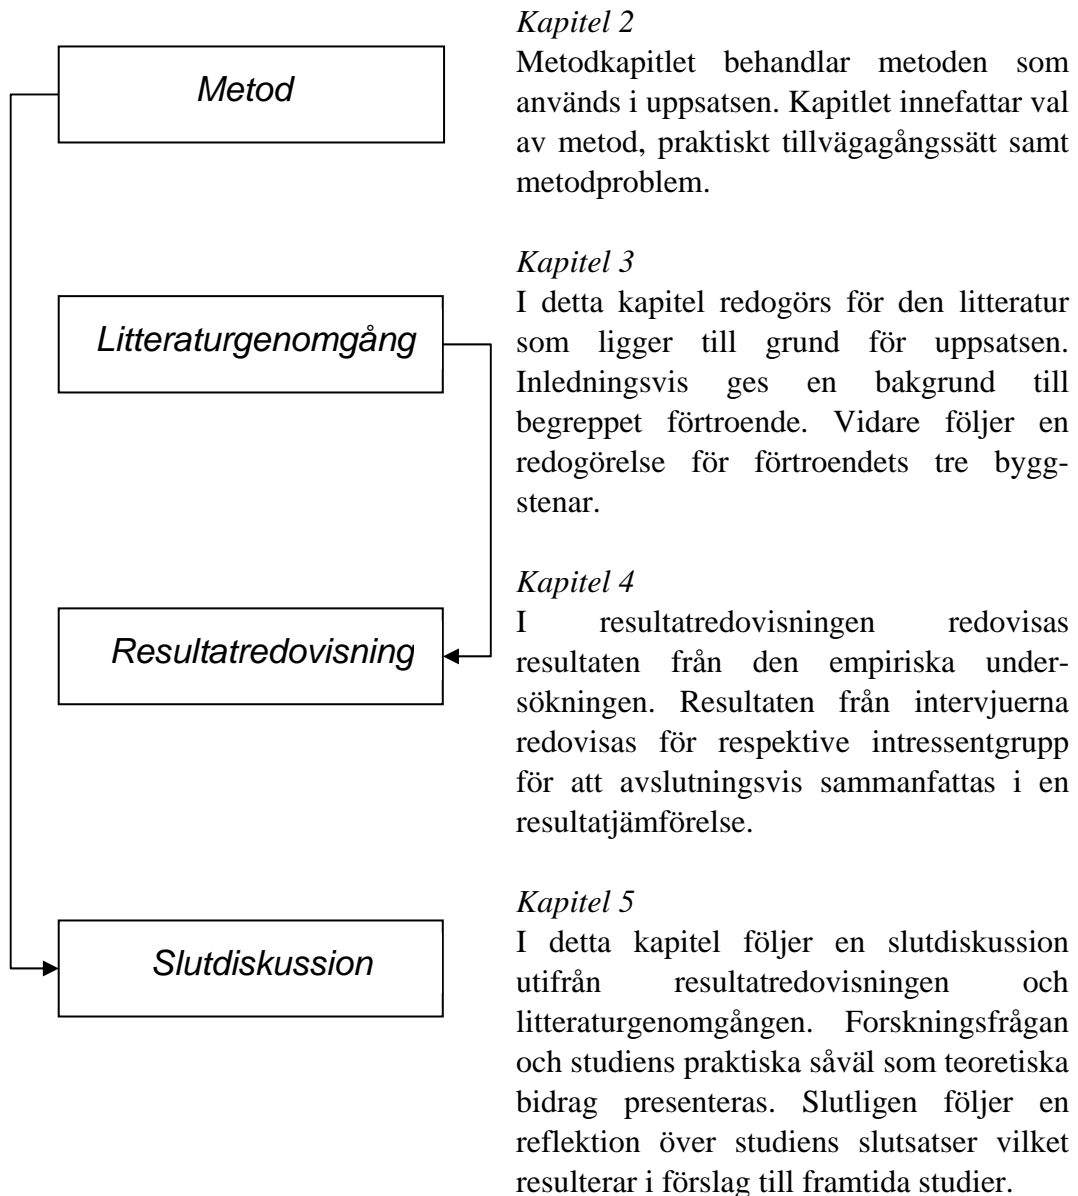 Kapitel 2
Metod
Metodkapitlet behandlar metoden som
används i uppsatsen. Kapitlet innefattar val
av metod, praktiskt tillvägagångssätt samt
metodproblem.
Kapitel 3
Litteraturgenomgång
I detta kapitel redogörs för den litteratur
som ligger till grund för uppsatsen.
Inledningsvis ges en bakgrund till
begreppet förtroende. Vidare följer en
redogörelse för förtroendets tre bygg-
stenar.
Kapitel 4
Resultatredovisning
I resultatredovisningen redovisas
resultaten från den empiriska under-
sökningen. Resultaten från intervjuerna
redovisas för respektive intressentgrupp
för att avslutningsvis sammanfattas i en
resultatjämförelse.
Kapitel 5
Slutdiskussion
I detta kapitel följer en slutdiskussion
utifrån resultatredovisningen och
litteraturgenomgången. Forskningsfrågan
och studiens praktiska såväl som teoretiska
bidrag presenteras. Slutligen följer en
reflektion över studiens slutsatser vilket
resulterar i förslag till framtida studier.